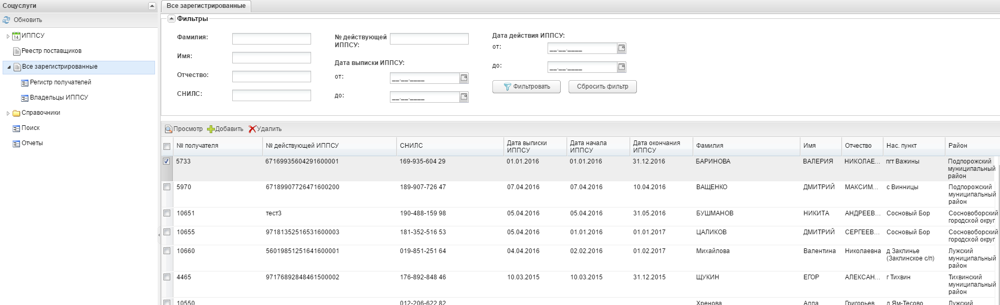 Соцуслуги
Обновить
14 ИППСУ
Реестр поставщиков
Все зарегистрированные
Регистр получателей
Владельцы ИППСУ
Справочники
Поиск
Отчеты
Все зарегистрированные
Фильтры
Фамилия:
Имя:
Отчество:
СНИЛС:
№ действующей
ИППСУ:
Дата выписки ИППСУ:
от: __.__.____
до: __.__.____
Дата действия ИППСУ:
от: __.__.____
до: __.__.____
Фильтровать Сбросить фильтр
Просмотр Добавить Удалить
№ получателя № действующей ИППСУ СНИЛС Дата выписки ИППСУ Дата начала ИППСУ Дата окончания ИППСУ Фамилия Имя Отчество Нас. пункт Район
5733 67169935604291600001 169-935-604 29 01.01.2016 01.01.2016 31.12.2016 БАРИНОВА ВАЛЕРИЯ НИКОЛАЕ... пгт Важины Подпорожский
муниципальный
район
5970 67189907726471600200 189-907-726 47 07.04.2016 07.04.2016 10.04.2016 ВАЩЕНКО ДМИТРИЙ МАКСИМ... с Винницы Подпорожский
муниципальный
район
10651 тест3 190-488-159 98 05.04.2016 05.04.2016 31.05.2016 БУШМАНОВ НИКИТА АНДРЕЕВ... Сосновый Бор Сосновоборский
городской округ
10655 97181352516531600003 181-352-516 53 05.04.2016 01.01.2016 01.01.2017 ЦАЛИКОВ ДМИТРИЙ СЕРГЕЕВ... Сосновый Бор Сосновоборский
городской округ
10660 56019851251641600001 019-851-251 64 04.04.2016 02.02.2016 01.02.2017 Михайлова Валентина Николаевна д Заклинье Лужский
(Заклинское с/п) муниципальный
район
4465 97176892848461500002 176-892-848 46 10.03.2015 10.03.2015 31.12.2015 ЩУКИН ЕГОР АЛЕКСАН... г Тихвин Тихвинский
муниципальный
район
10550 012-206-622 82 Хренова Алла Григорьев д Ям-Тесово Лужский